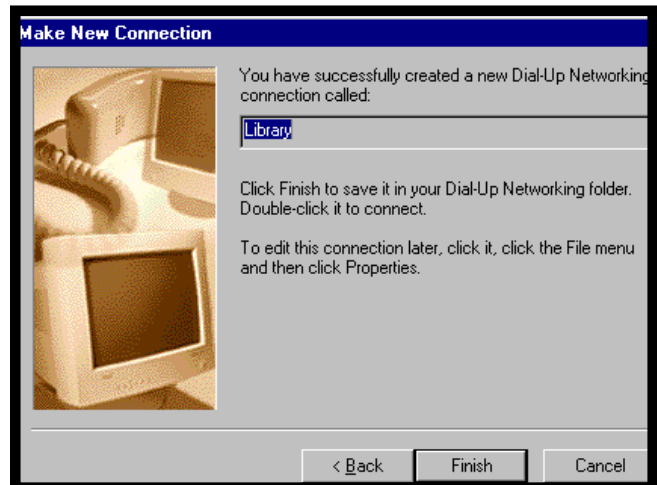 Make New Connection
You have successfully created a new Dial-Up Networking
connection called:
Library
Click Finish to save it in your Dial-Up Networking folder.
Double-click it to connect.
To edit this connection later, click it, click the File menu
and then click Properties.
< Back
Finish
Cancel